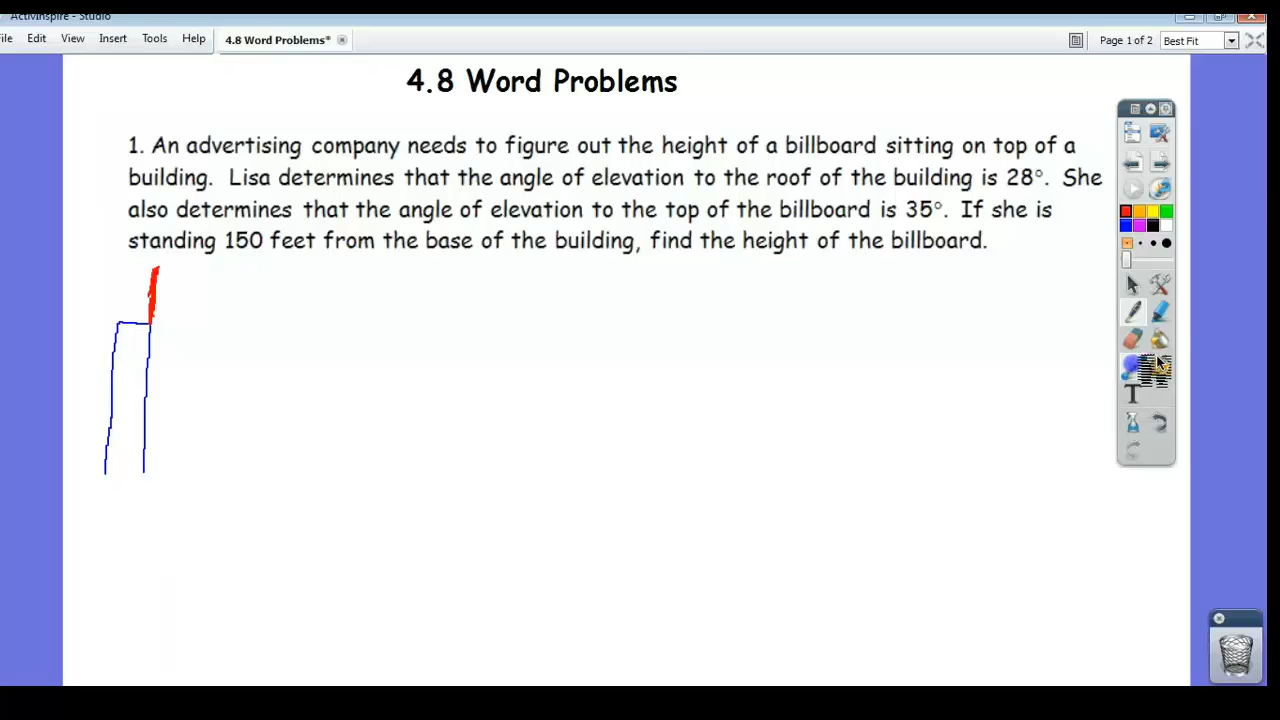 ActivInspire - Studio
File Edit View Insert Tools Help
4.8 Word Problems*
Page 1 of 2
Best Fit
4.8 Word Problems
1. An advertising company needs to figure out the height of a billboard sitting on top of a
building. Lisa determines that the angle of elevation to the roof of the building is 28°. She
also determines that the angle of elevation to the top of the billboard is 35°. If she is
standing 150 feet from the base of the building, find the height of the billboard.
T